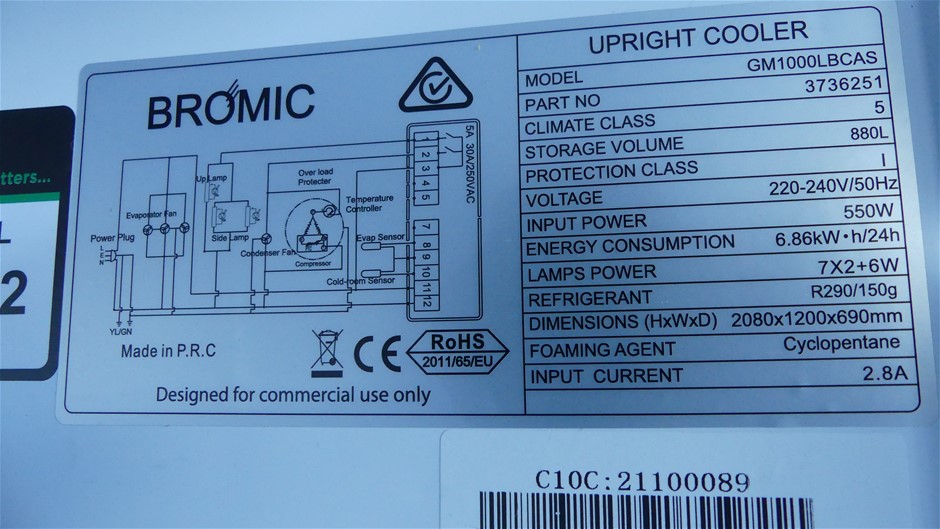 tters...
L
2
BROMIC
Up Lamp
Over load
Protecter
Evaporator Fan
Temperature
Controller
Power Plug
Side Lamp
Evap Sensor
Condenser Fan
Compressor
Cold-room Sensor
L
E
N
YL/GN
5A 30A/250VAC
1
2
3
4
5
7
8
9
10
11
12
Made in P.R.C
CE
RoHS
2011/65/EU
Designed for commercial use only
UPRIGHT COOLER
MODEL GM1000LBCAS
PART NO 3736251
CLIMATE CLASS 5
STORAGE VOLUME 880L
PROTECTION CLASS I
VOLTAGE 220-240V/50Hz
INPUT POWER 550W
ENERGY CONSUMPTION 6.86kW·h/24h
LAMPS POWER 7X2+6W
REFRIGERANT R290/150g
DIMENSIONS (HxWxD) 2080x1200x690mm
FOAMING AGENT Cyclopentane
INPUT CURRENT 2.8A
C10C:21100089